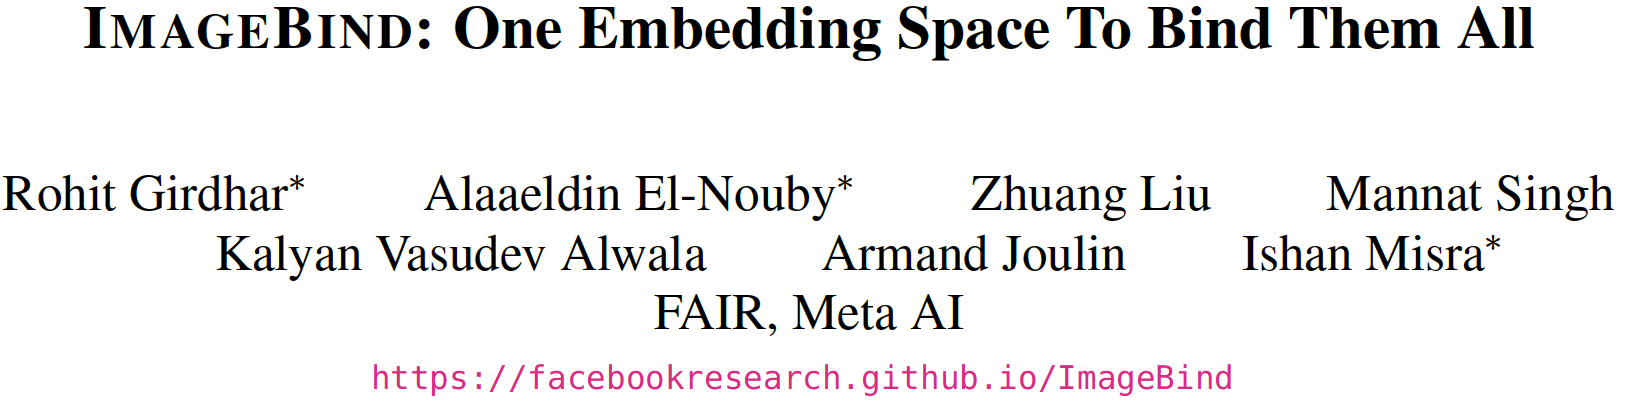 IMAGEBIND: One Embedding Space To Bind Them All
Rohit Girdhar* Alaaeldin El-Nouby* Zhuang Liu Mannat Singh
Kalyan Vasudev Alwala Armand Joulin Ishan Misra*
FAIR, Meta AI
https://facebookresearch.github.io/ImageBind